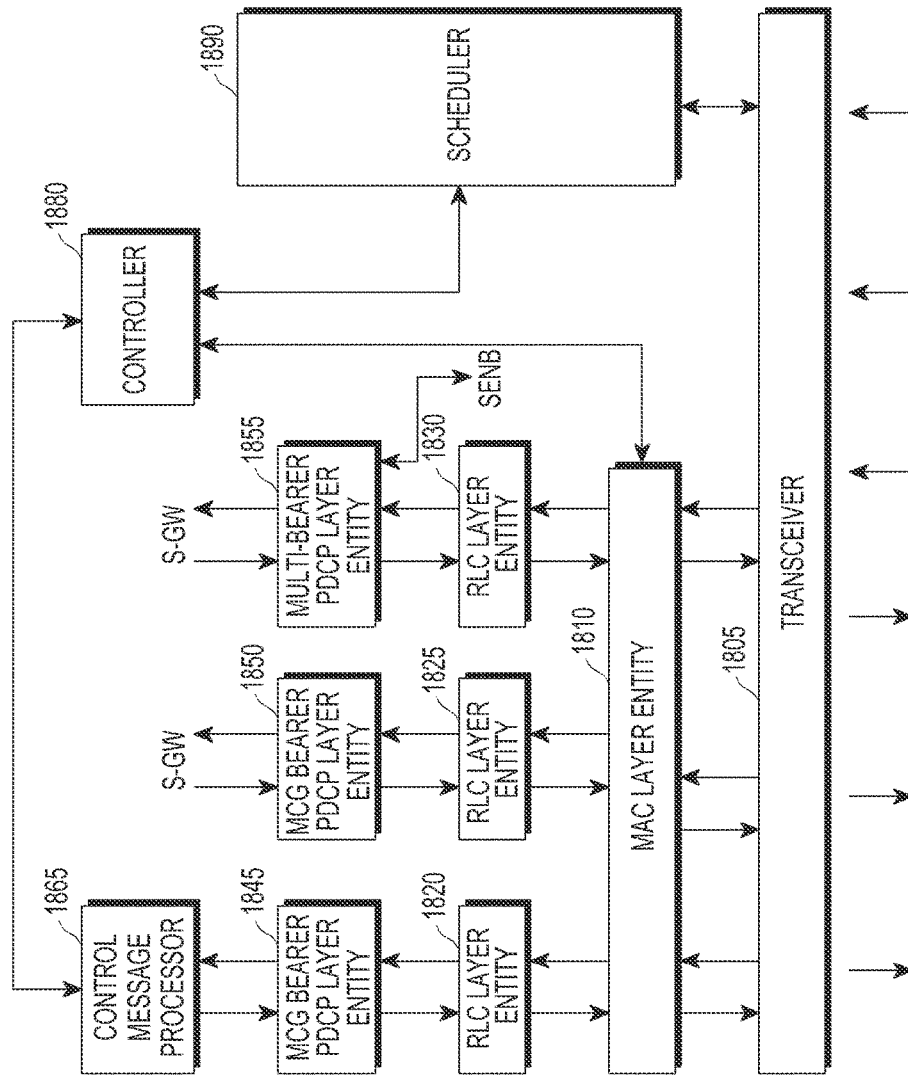 1865
CONTROL
MESSAGE
PROCESSOR
1880
CONTROLLER
1890
SCHEDULER
S-GW
S-GW
1845
MCG BEARER
PDCP LAYER
ENTITY
1850
MCG BEARER
PDCP LAYER
ENTITY
1855
MULTI-BEARER
PDCP LAYER
ENTITY
SENB
1820
RLC LAYER
ENTITY
1825
RLC LAYER
ENTITY
1830
RLC LAYER
ENTITY
1810
MAC LAYER ENTITY
1805
TRANSCEIVER